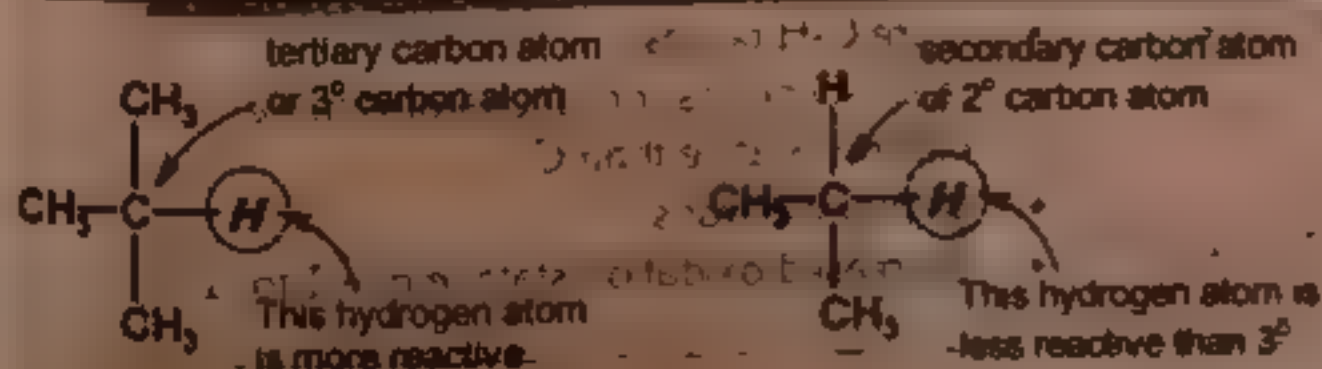 tertiary carbon atom
or 3° carbon atom
CH3
CH3–C–H
CH3
This hydrogen atom
is more reactive
secondary carbon atom
or 2° carbon atom
H
CH3–C–H
CH3
This hydrogen atom is
less reactive than 3°